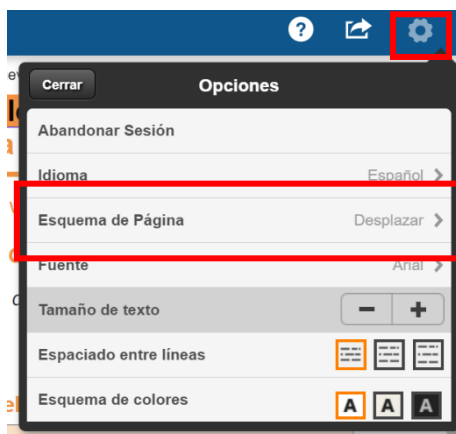 Cerrar
Opciones
Abandonar Sesión
Idioma Español
Esquema de Página Desplazar
Fuente Arial
Tamaño de texto − +
Espaciado entre líneas
Esquema de colores A A A